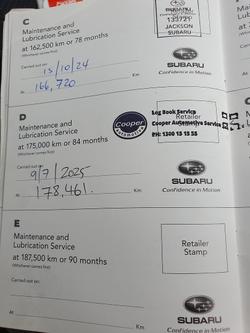 C
Maintenance and
Lubrication Service
at 162,500 km or 78 months
(Whichever comes first)
SUBARU
133721
JACKSON
SUBARU
Carried out on:
15/10/24
At
166,720
Km
SUBARU
Confidence in Motion
D
Maintenance and
Lubrication Service
at 175,000 km or 84 months
(Whichever comes first)
Cooper
AUTOMOTIVE
Log Book Service
Retailer
Cooper Automotive Service
PH: 1300 13 15 55
Carried out on:
9/7/2025
At
178,461.
Km
SUBARU
Confidence in Motion
E
Maintenance and
Lubrication Service
at 187,500 km or 90 months
(Whichever comes first)
Retailer
Stamp
Carried out on:
At
Km
SUBARU
Confidence in Motion